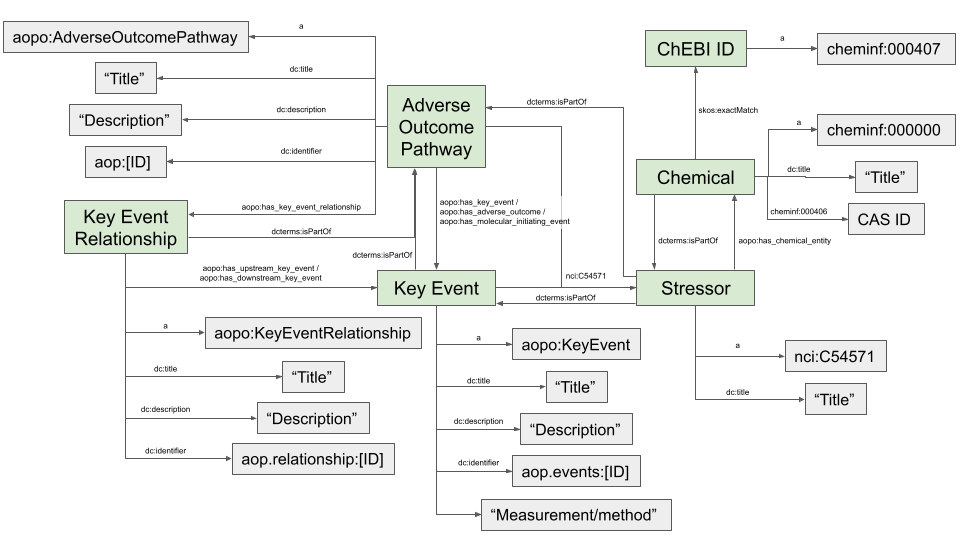 aopo:AdverseOutcomePathway
a
“Title”
dc:title
“Description”
dc:description
aop:[ID]
dc:identifier
Adverse
Outcome
Pathway
dcterms:isPartOf
ChEBI ID
a
cheminf:000407
skos:exactMatch
Chemical
a
cheminf:000000
dc:title
“Title”
cheminf:000406
CAS ID
Key Event
Relationship
aopo:has_key_event_relationship
dcterms:isPartOf
dcterms:isPartOf
aopo:has_key_event /
aopo:has_adverse_outcome /
aopo:has_molecular_initiating_event
dcterms:isPartOf
aopo:has_chemical_entity
aopo:has_upstream_key_event /
aopo:has_downstream_key_event
Key Event
nci:C54571
dcterms:isPartOf
Stressor
a
aopo:KeyEventRelationship
dc:title
“Title”
dc:description
“Description”
dc:identifier
aop.relationship:[ID]
a
aopo:KeyEvent
dc:title
“Title”
dc:description
“Description”
dc:identifier
aop.events:[ID]
“Measurement/method”
a
nci:C54571
dc:title
“Title”